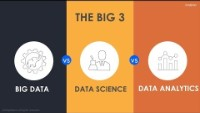 THE BIG 3
VS
VS
BIG DATA
DATA SCIENCE
DATA ANALYTICS